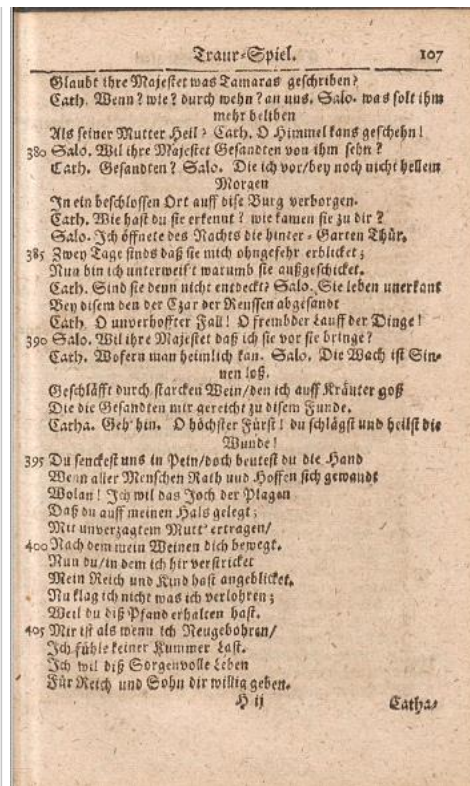 Traur-Spiel. 107
Glaubt ihre Majestet was Tamaras geschriben?
Cath. Wenn? wie? durch wehn? an uns. Salo. was solt ihm
mehr beliben
Als seiner Mutter Heil? Cath. O Himmel kans geschehn!
380 Salo. Wil ihre Majestet Gesandten von ihm sehn?
Cath. Gesandten? Salo. Die ich vor/bey noch nicht hellem
Morgen
In ein beschlossen Ort auff dise Burg verborgen.
Cath. Wie hast du sie erkennt? wie kamen sie zu dir?
Salo. Ich öffnete des Nachts die hinter-Garten Thür.
385 Zwey Tage sinds daß sie mich ohngefehr erblicket;
Nun bin ich unterweist warumb sie außgeschicket.
Cath. Sind sie denn nicht entdeckt? Salo. Sie leben unerkant
Bey disem den der Czar der Reussen abgesandt
Cath. O unverhoffter Fall! O frembder Lauff der Dinge!
390 Salo. Wil ihre Majestet daß ich sie vor sie bringe?
Cath. Wofern man heimlich kan. Salo. Die Wach ist Sin-
nen loß.
Geschläfft durch starcken Wein/den ich auff Kräuter goß
Die die Gesandten mir gereicht zu disem Funde.
Catha. Geh' hin. O höchster Fürst! du schlägst und heilst die
Wunde!
395 Du senckest uns in Pein/doch beutest du die Hand
Wenn aller Menschen Rath und Hoffen sich gewandt
Wolan! Ich wil das Joch der Plagen
Daß du auff meinen Hals gelegt;
Mit unverzagtem Mutt' ertragen/
400 Nach dem mein Weinen dich bewegt.
Nun du/in dem ich hir verstricket
Mein Reich und Kind hast angeblicket.
Nu klag ich nicht was ich verlohren;
Weil du diß Pfand erhalten hast.
405 Mir ist als wenn ich Neugebohren/
Ich fühle keiner Kummer Last.
Ich wil diß Sorgenvolle Leben
Für Reich und Sohn dir willig geben.
H ij Catha-